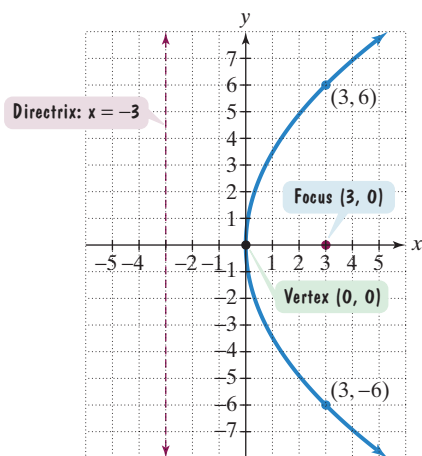 y
7
6
(3, 6)
5
Directrix: x = −3
4
3
2
Focus (3, 0)
1
x
−5 −4 −2 −1 1 2 3 4 5
−1
Vertex (0, 0)
−2
−3
−4
−5
(3, −6)
−6
−7